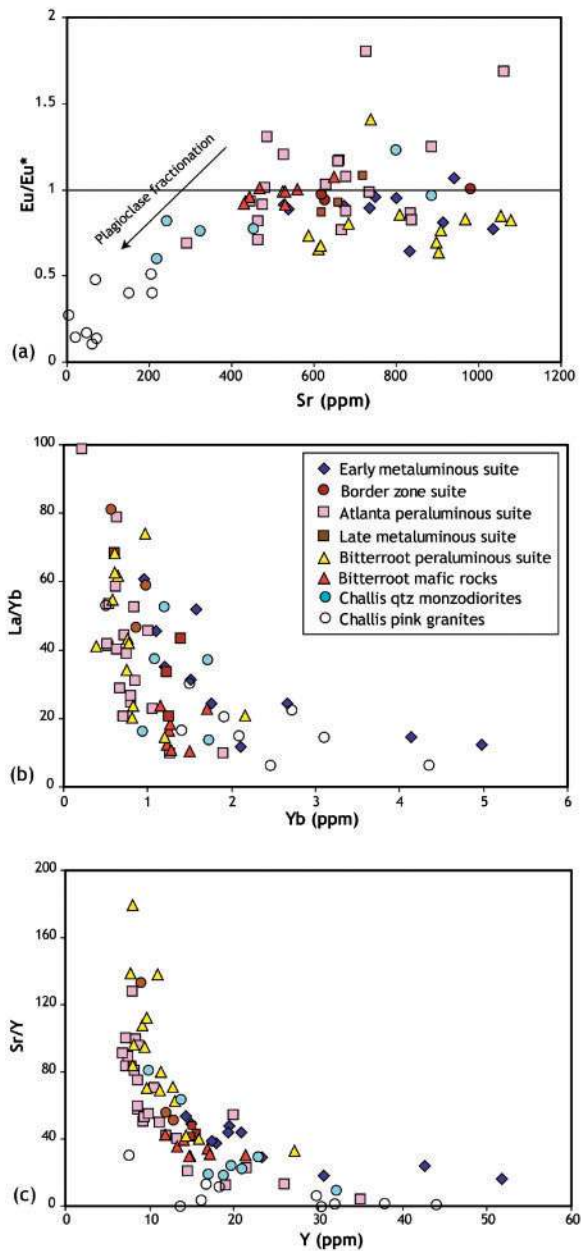 2
1.5
1
0.5
0
Eu/Eu*
Plagioclase fractionation
0 200 400 600 800 1000 1200
Sr (ppm)
(a)
100
80
60
40
20
0
La/Yb
Early metaluminous suite
Border zone suite
Atlanta peraluminous suite
Late metaluminous suite
Bitterroot peraluminous suite
Bitterroot mafic rocks
Challis qtz monzodiorites
Challis pink granites
0 1 2 3 4 5 6
Yb (ppm)
(b)
200
160
120
80
40
0
Sr/Y
0 10 20 30 40 50 60
Y (ppm)
(c)